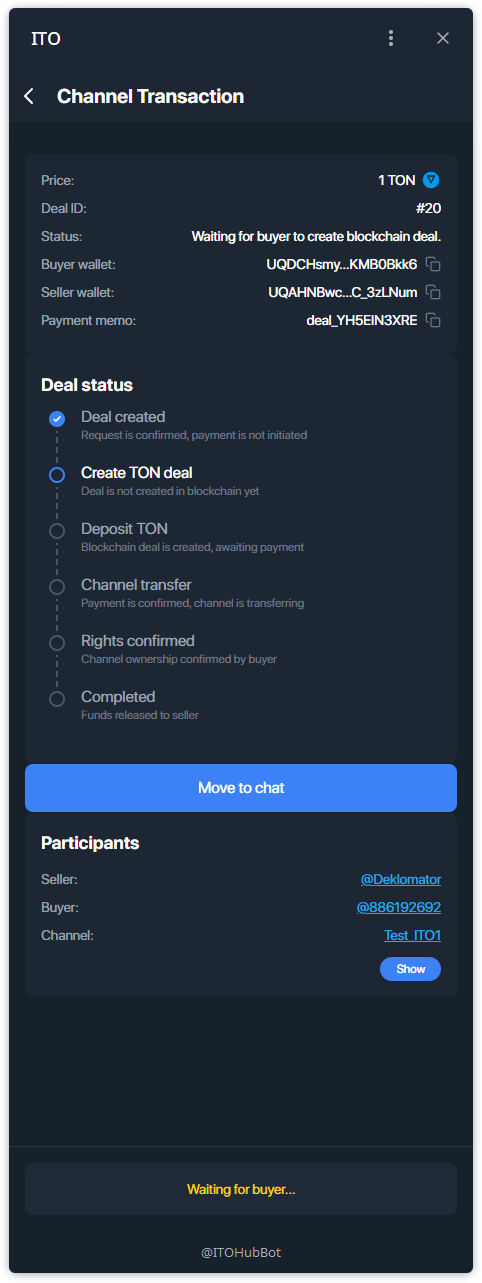 ITO
Channel Transaction
Price: 1 TON
Deal ID: #20
Status: Waiting for buyer to create blockchain deal.
Buyer wallet: UQDCHsmy...KMB0Bkk6
Seller wallet: UQAHNBwc...C_3zLNum
Payment memo: deal_YH5EIN3XRE
Deal status
Deal created
Request is confirmed, payment is not initiated
Create TON deal
Deal is not created in blockchain yet
Deposit TON
Blockchain deal is created, awaiting payment
Channel transfer
Payment is confirmed, channel is transferring
Rights confirmed
Channel ownership confirmed by buyer
Completed
Funds released to seller
Move to chat
Participants
Seller: @Deklomator
Buyer: @886192692
Channel: Test_ITO1
Show
Waiting for buyer...
@ITOHubBot